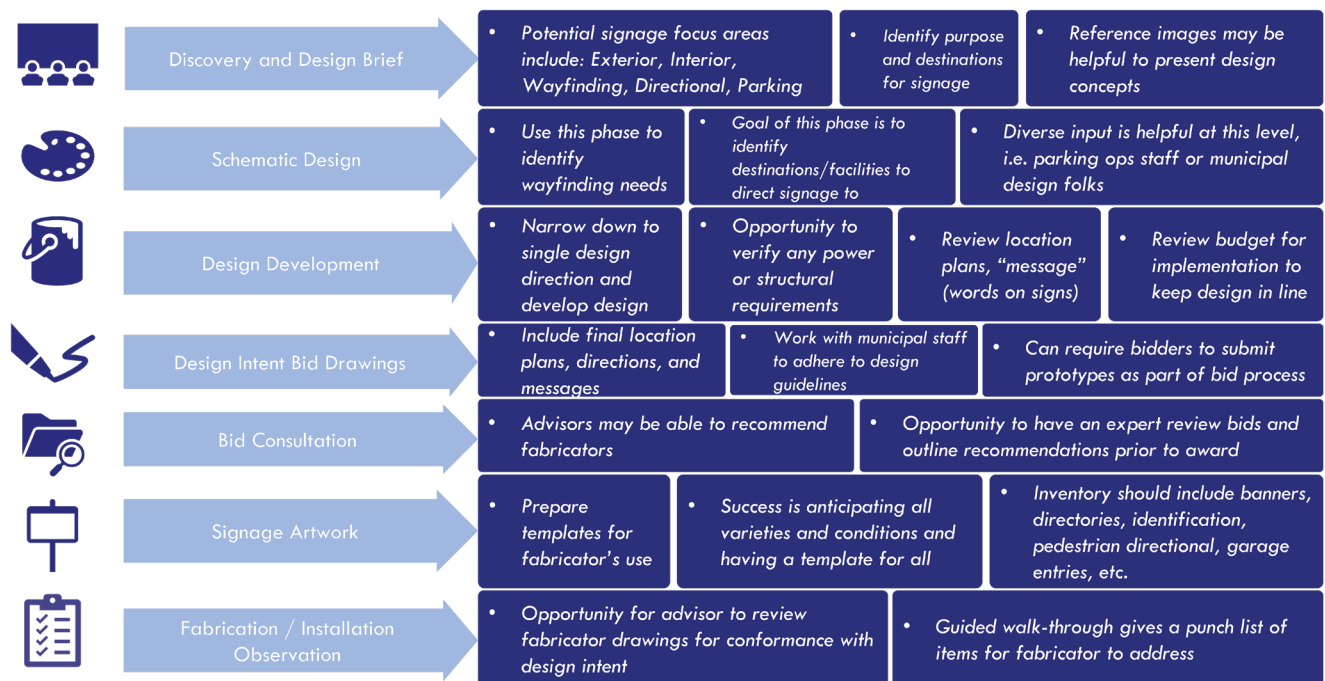 Discovery and Design Brief
• Potential signage focus areas
include: Exterior, Interior,
Wayfinding, Directional, Parking
• Identify purpose
and destinations
for signage
• Reference images may be
helpful to present design
concepts
Schematic Design
• Use this phase to
identify
wayfinding needs
• Goal of this phase is to
identify
destinations/facilities to
direct signage to
• Diverse input is helpful at this level,
i.e. parking ops staff or municipal
design folks
Design Development
• Narrow down to
single design
direction and
develop design
• Opportunity to
verify any power
or structural
requirements
• Review location
plans, “message”
(words on signs)
• Review budget for
implementation to
keep design in line
Design Intent Bid Drawings
• Include final location
plans, directions, and
messages
• Work with municipal staff
to adhere to design
guidelines
• Can require bidders to submit
prototypes as part of bid process
Bid Consultation
• Advisors may be able to recommend
fabricators
• Opportunity to have an expert review bids and
outline recommendations prior to award
Signage Artwork
• Prepare
templates for
fabricator’s use
• Success is anticipating all
varieties and conditions and
having a template for all
• Inventory should include banners,
directories, identification,
pedestrian directional, garage
entries, etc.
Fabrication / Installation
Observation
• Opportunity for advisor to review
fabricator drawings for conformance with
design intent
• Guided walk-through gives a punch list of
items for fabricator to address